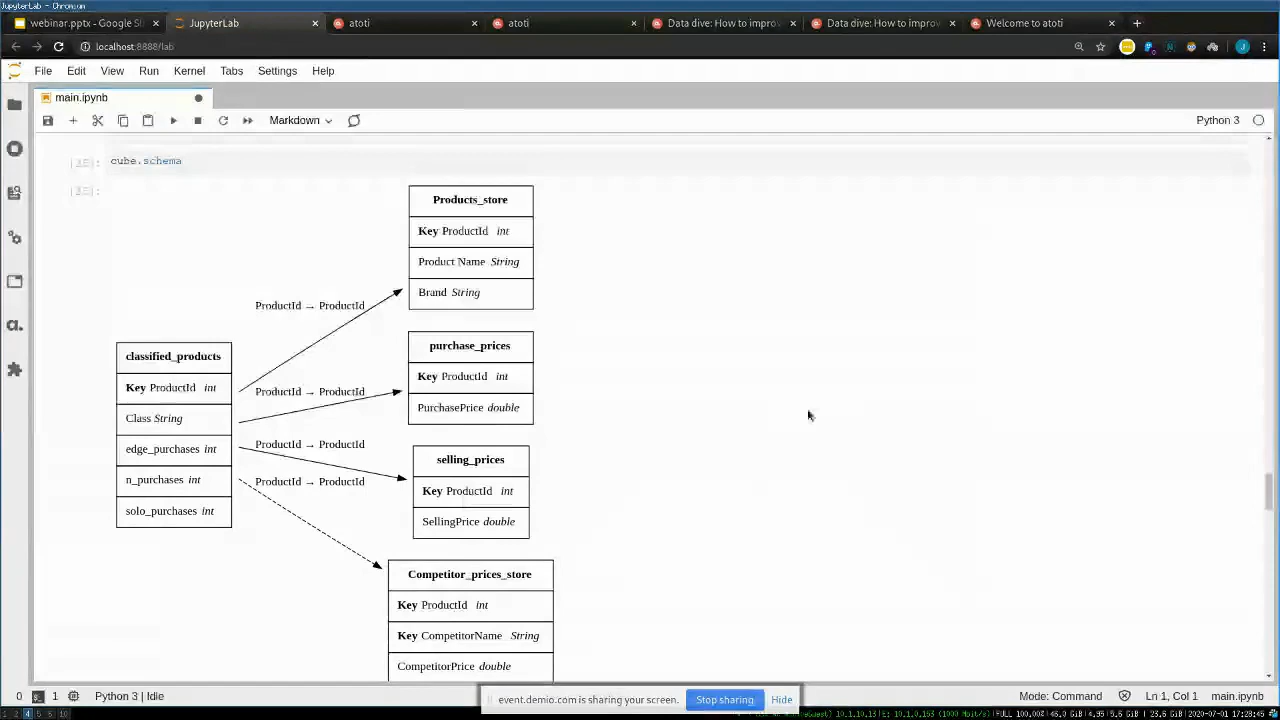 JupyterLab - Chromium
webinar.pptx - Google Sl
JupyterLab
atoti
atoti
Data dive: How to improv
Data dive: How to improv
Welcome to atoti
localhost:8888/lab
File Edit View Run Kernel Tabs Settings Help
main.ipynb
Markdown
Python 3
cube.schema
Products_store
Key ProductId int
Product Name String
Brand String
ProductId → ProductId
purchase_prices
Key ProductId int
PurchasePrice double
classified_products
Key ProductId int
Class String
edge_purchases int
n_purchases int
solo_purchases int
ProductId → ProductId
ProductId → ProductId
ProductId → ProductId
selling_prices
Key ProductId int
SellingPrice double
Competitor_prices_store
Key ProductId int
Key CompetitorName String
CompetitorPrice double
0
1
Python 3 | Idle
event.demio.com is sharing your screen.
Stop sharing
Hide
Mode: Command
Ln 1, Col 1
main.ipynb